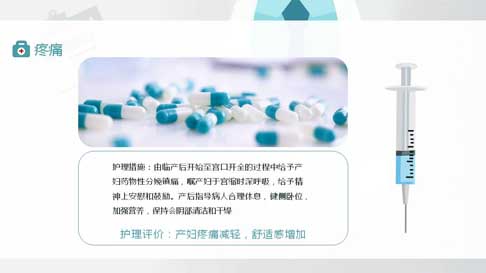 疼痛
护理措施：由临产后开始至宫口开全的过程中给予产
妇药物性分娩镇痛，嘱产妇于宫缩时深呼吸，给予精
神上安慰和鼓励。产后指导病人合理休息，健侧卧位，
加强营养，保持会阴部清洁和干燥
护理评价：产妇疼痛减轻，舒适感增加